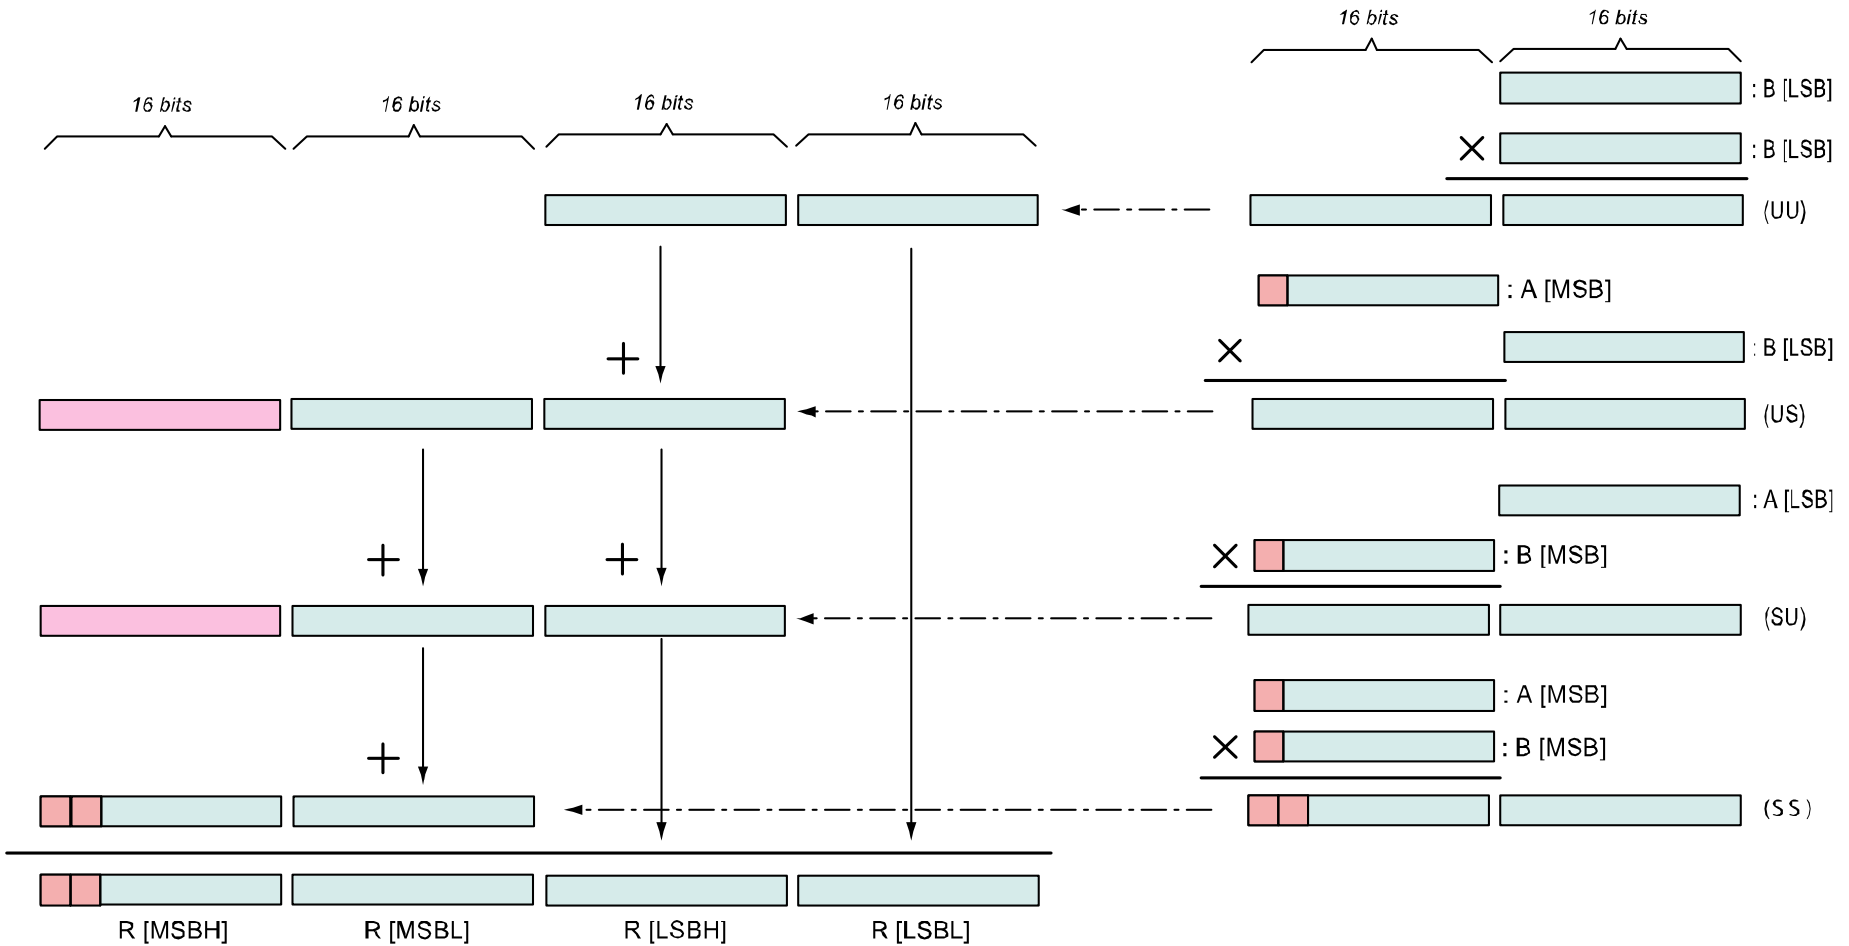 16 bits 16 bits
: B [LSB]
16 bits 16 bits 16 bits 16 bits
: B [LSB]
(UU)
: A [MSB]
: B [LSB]
(US)
: A [LSB]
: B [MSB]
(SU)
: A [MSB]
: B [MSB]
(SS)
R [MSBH] R [MSBL] R [LSBH] R [LSBL]